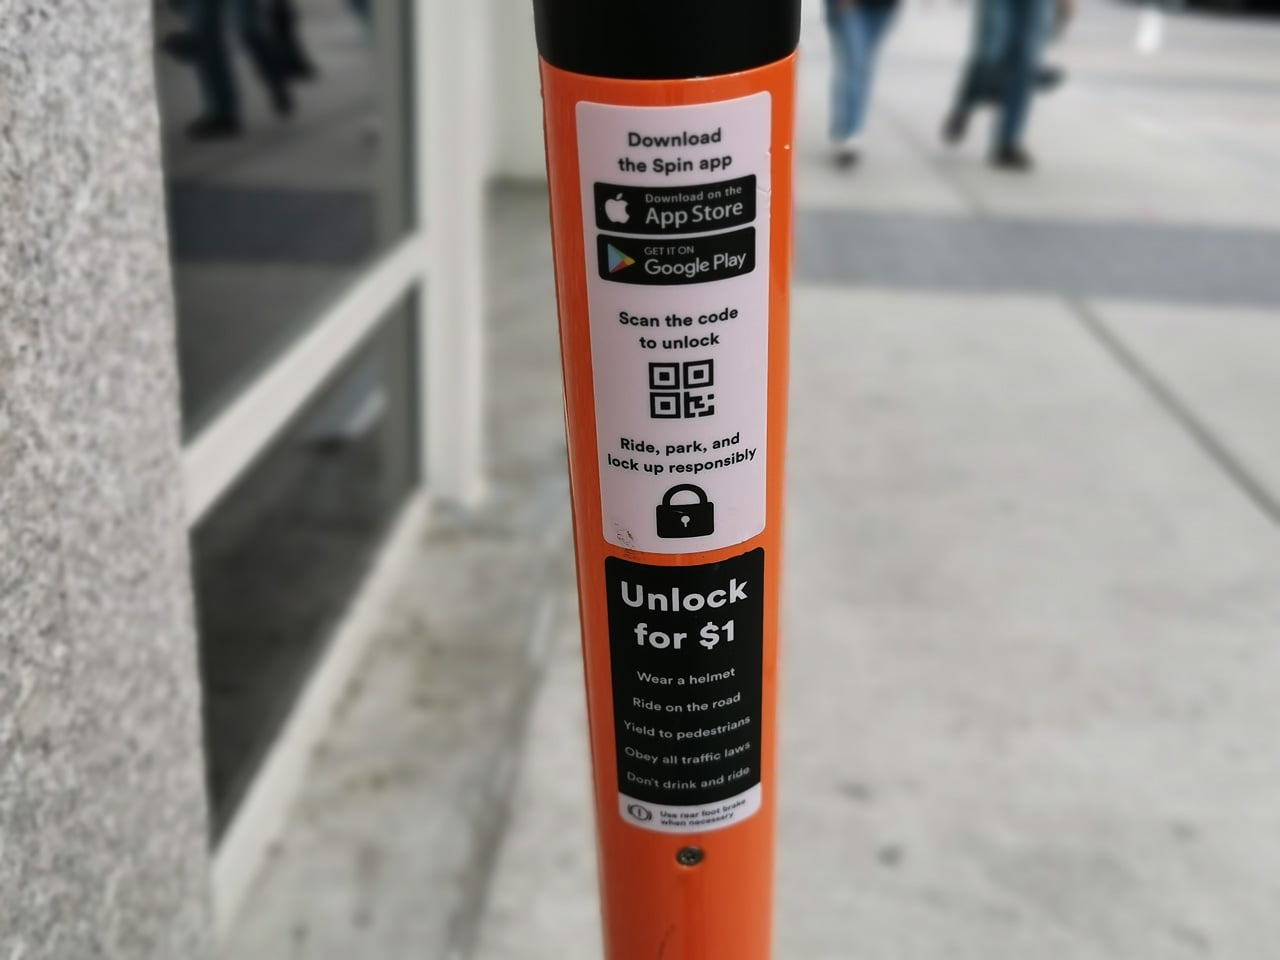 Download
the Spin app
Download on the
App Store
GET IT ON
Google Play
Scan the code
to unlock
Ride, park, and
lock up responsibly
Unlock
for $1
Wear a helmet
Ride on the road
Yield to pedestrians
Obey all traffic laws
Don't drink and ride
Use rear foot brake
when necessary